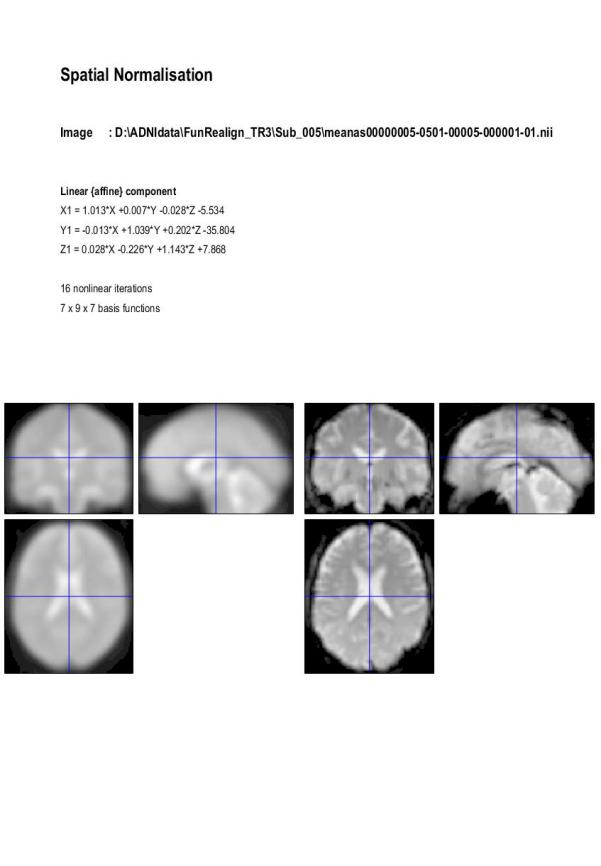 Spatial Normalisation
Image : D:\ADNIdata\FunRealign_TR3\Sub_005\meanas00000005-0501-00005-000001-01.nii
Linear {affine} component
X1 = 1.013*X +0.007*Y -0.028*Z -5.534
Y1 = -0.013*X +1.039*Y +0.202*Z -35.804
Z1 = 0.028*X -0.226*Y +1.143*Z +7.868
16 nonlinear iterations
7 x 9 x 7 basis functions